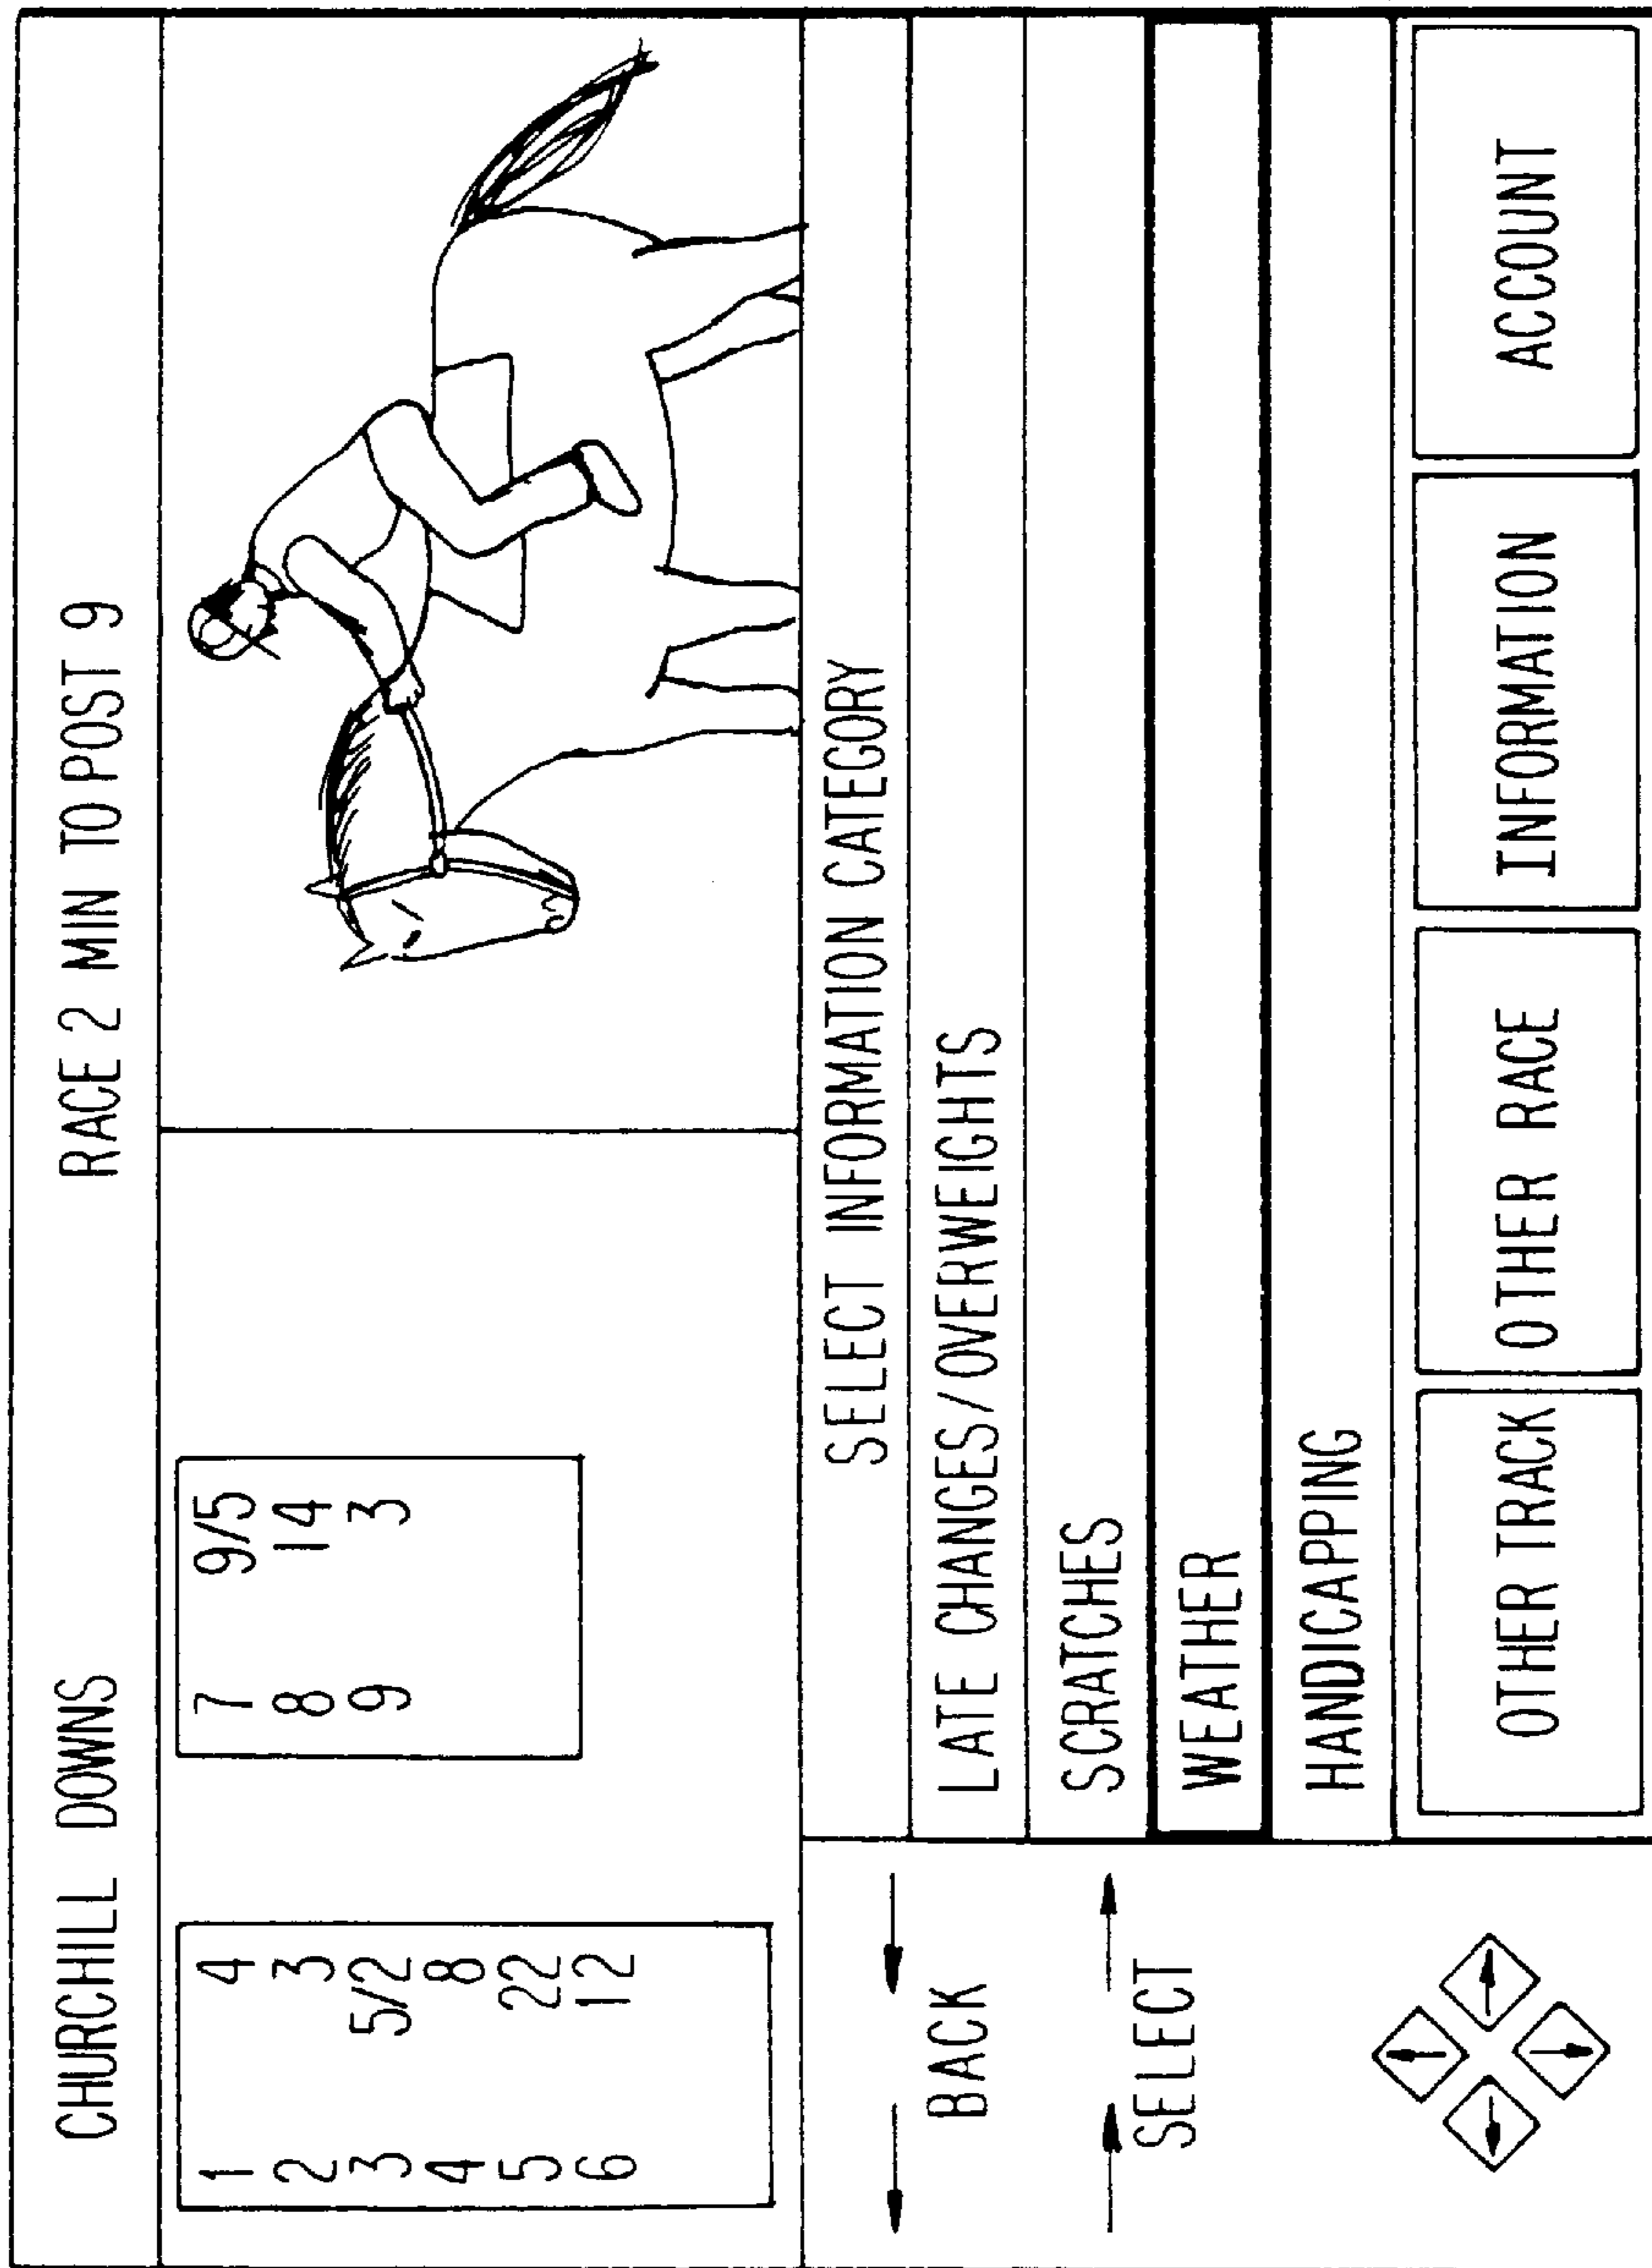 CHURCHILL DOWNS RACE 2 MIN TO POST 9
1 4
2 3
3 5/2
4 8
5 22
6 12
7 9/5
8 14
9 3
SELECT INFORMATION CATEGORY
LATE CHANGES/OVERWEIGHTS
SCRATCHES
WEATHER
HANDICAPPING
BACK
SELECT
OTHER TRACK
OTHER RACE
INFORMATION
ACCOUNT